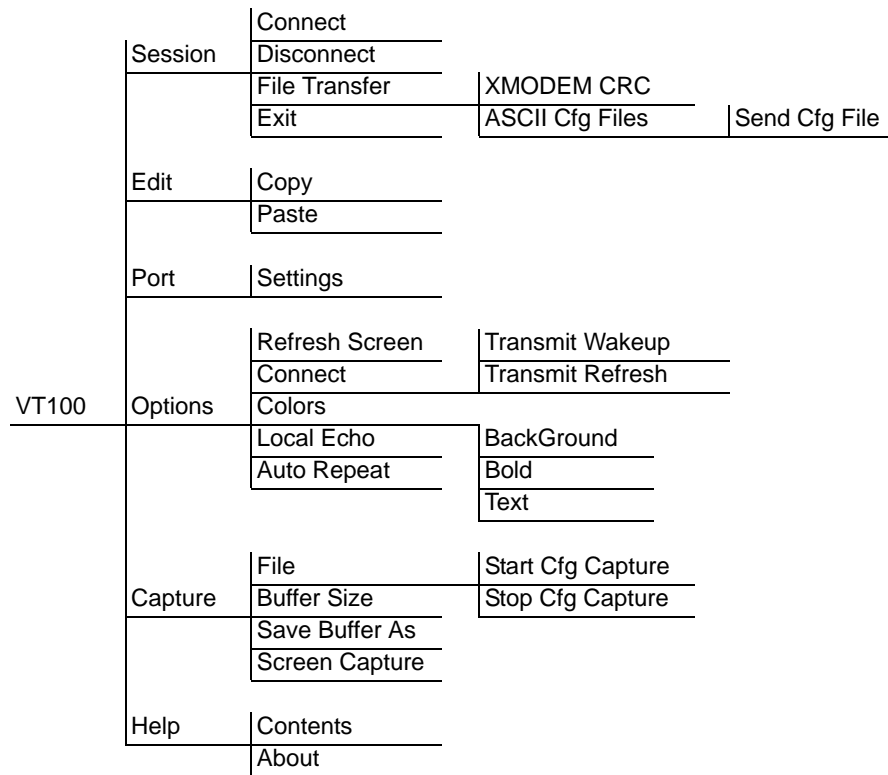 Connect
Session Disconnect
File Transfer XMODEM CRC
Exit ASCII Cfg Files Send Cfg File
Edit Copy
Paste
Port Settings
Refresh Screen Transmit Wakeup
Connect Transmit Refresh
VT100 Options Colors
Local Echo BackGround
Auto Repeat Bold
Text
File Start Cfg Capture
Capture Buffer Size Stop Cfg Capture
Save Buffer As
Screen Capture
Help Contents
About